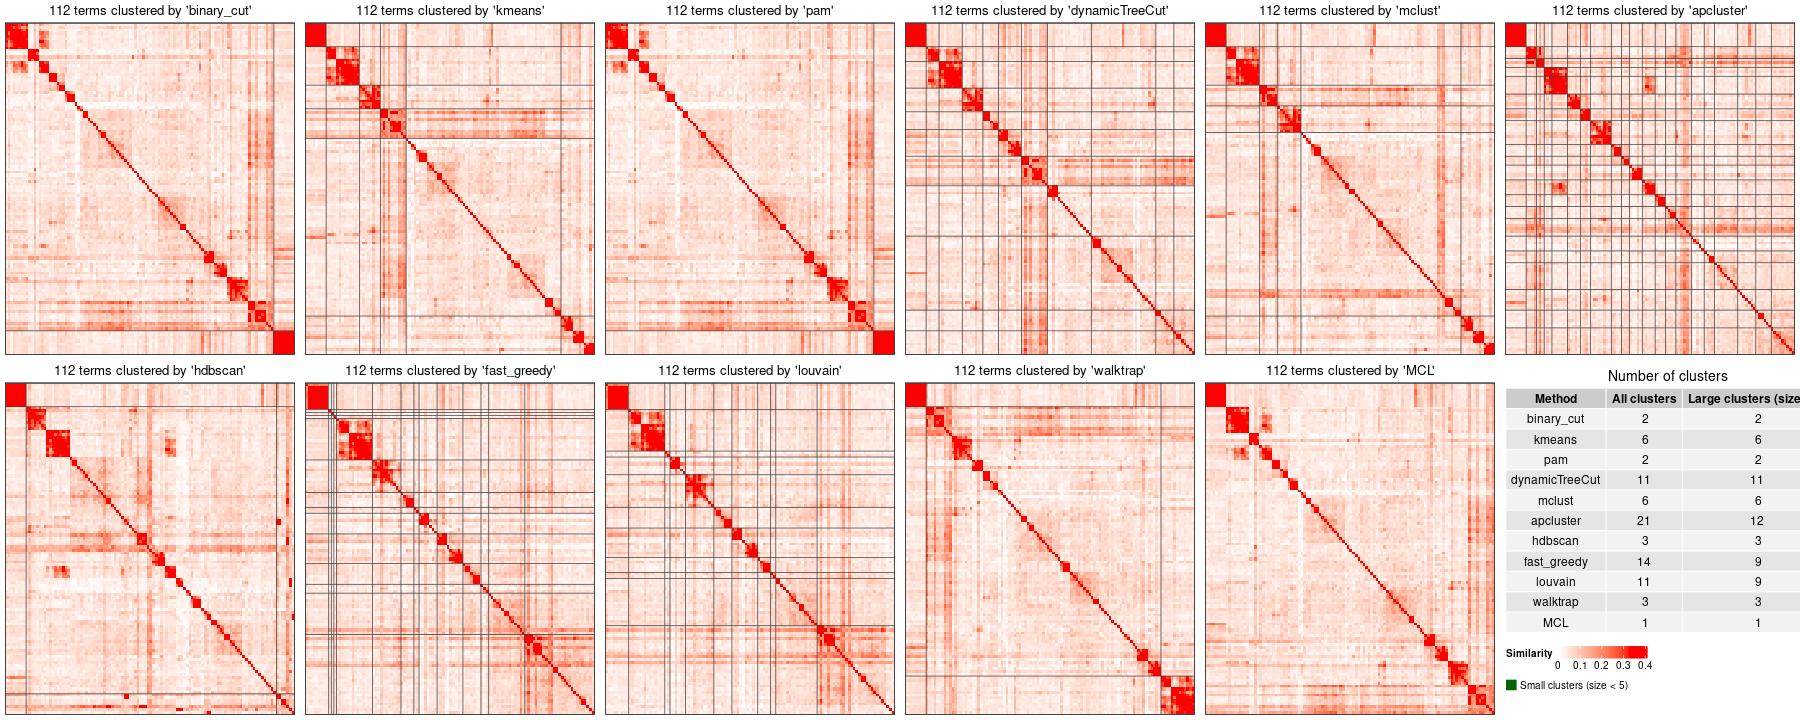 112 terms clustered by 'binary_cut'
112 terms clustered by 'kmeans'
112 terms clustered by 'pam'
112 terms clustered by 'dynamicTreeCut'
112 terms clustered by 'mclust'
112 terms clustered by 'apcluster'
112 terms clustered by 'hdbscan'
112 terms clustered by 'fast_greedy'
112 terms clustered by 'louvain'
112 terms clustered by 'walktrap'
112 terms clustered by 'MCL'
Number of clusters
Method All clusters Large clusters (size
binary_cut 2 2
kmeans 6 6
pam 2 2
dynamicTreeCut 11 11
mclust 6 6
apcluster 21 12
hdbscan 3 3
fast_greedy 14 9
louvain 11 9
walktrap 3 3
MCL 1 1
Similarity
0 0.1 0.2 0.3 0.4
Small clusters (size < 5)